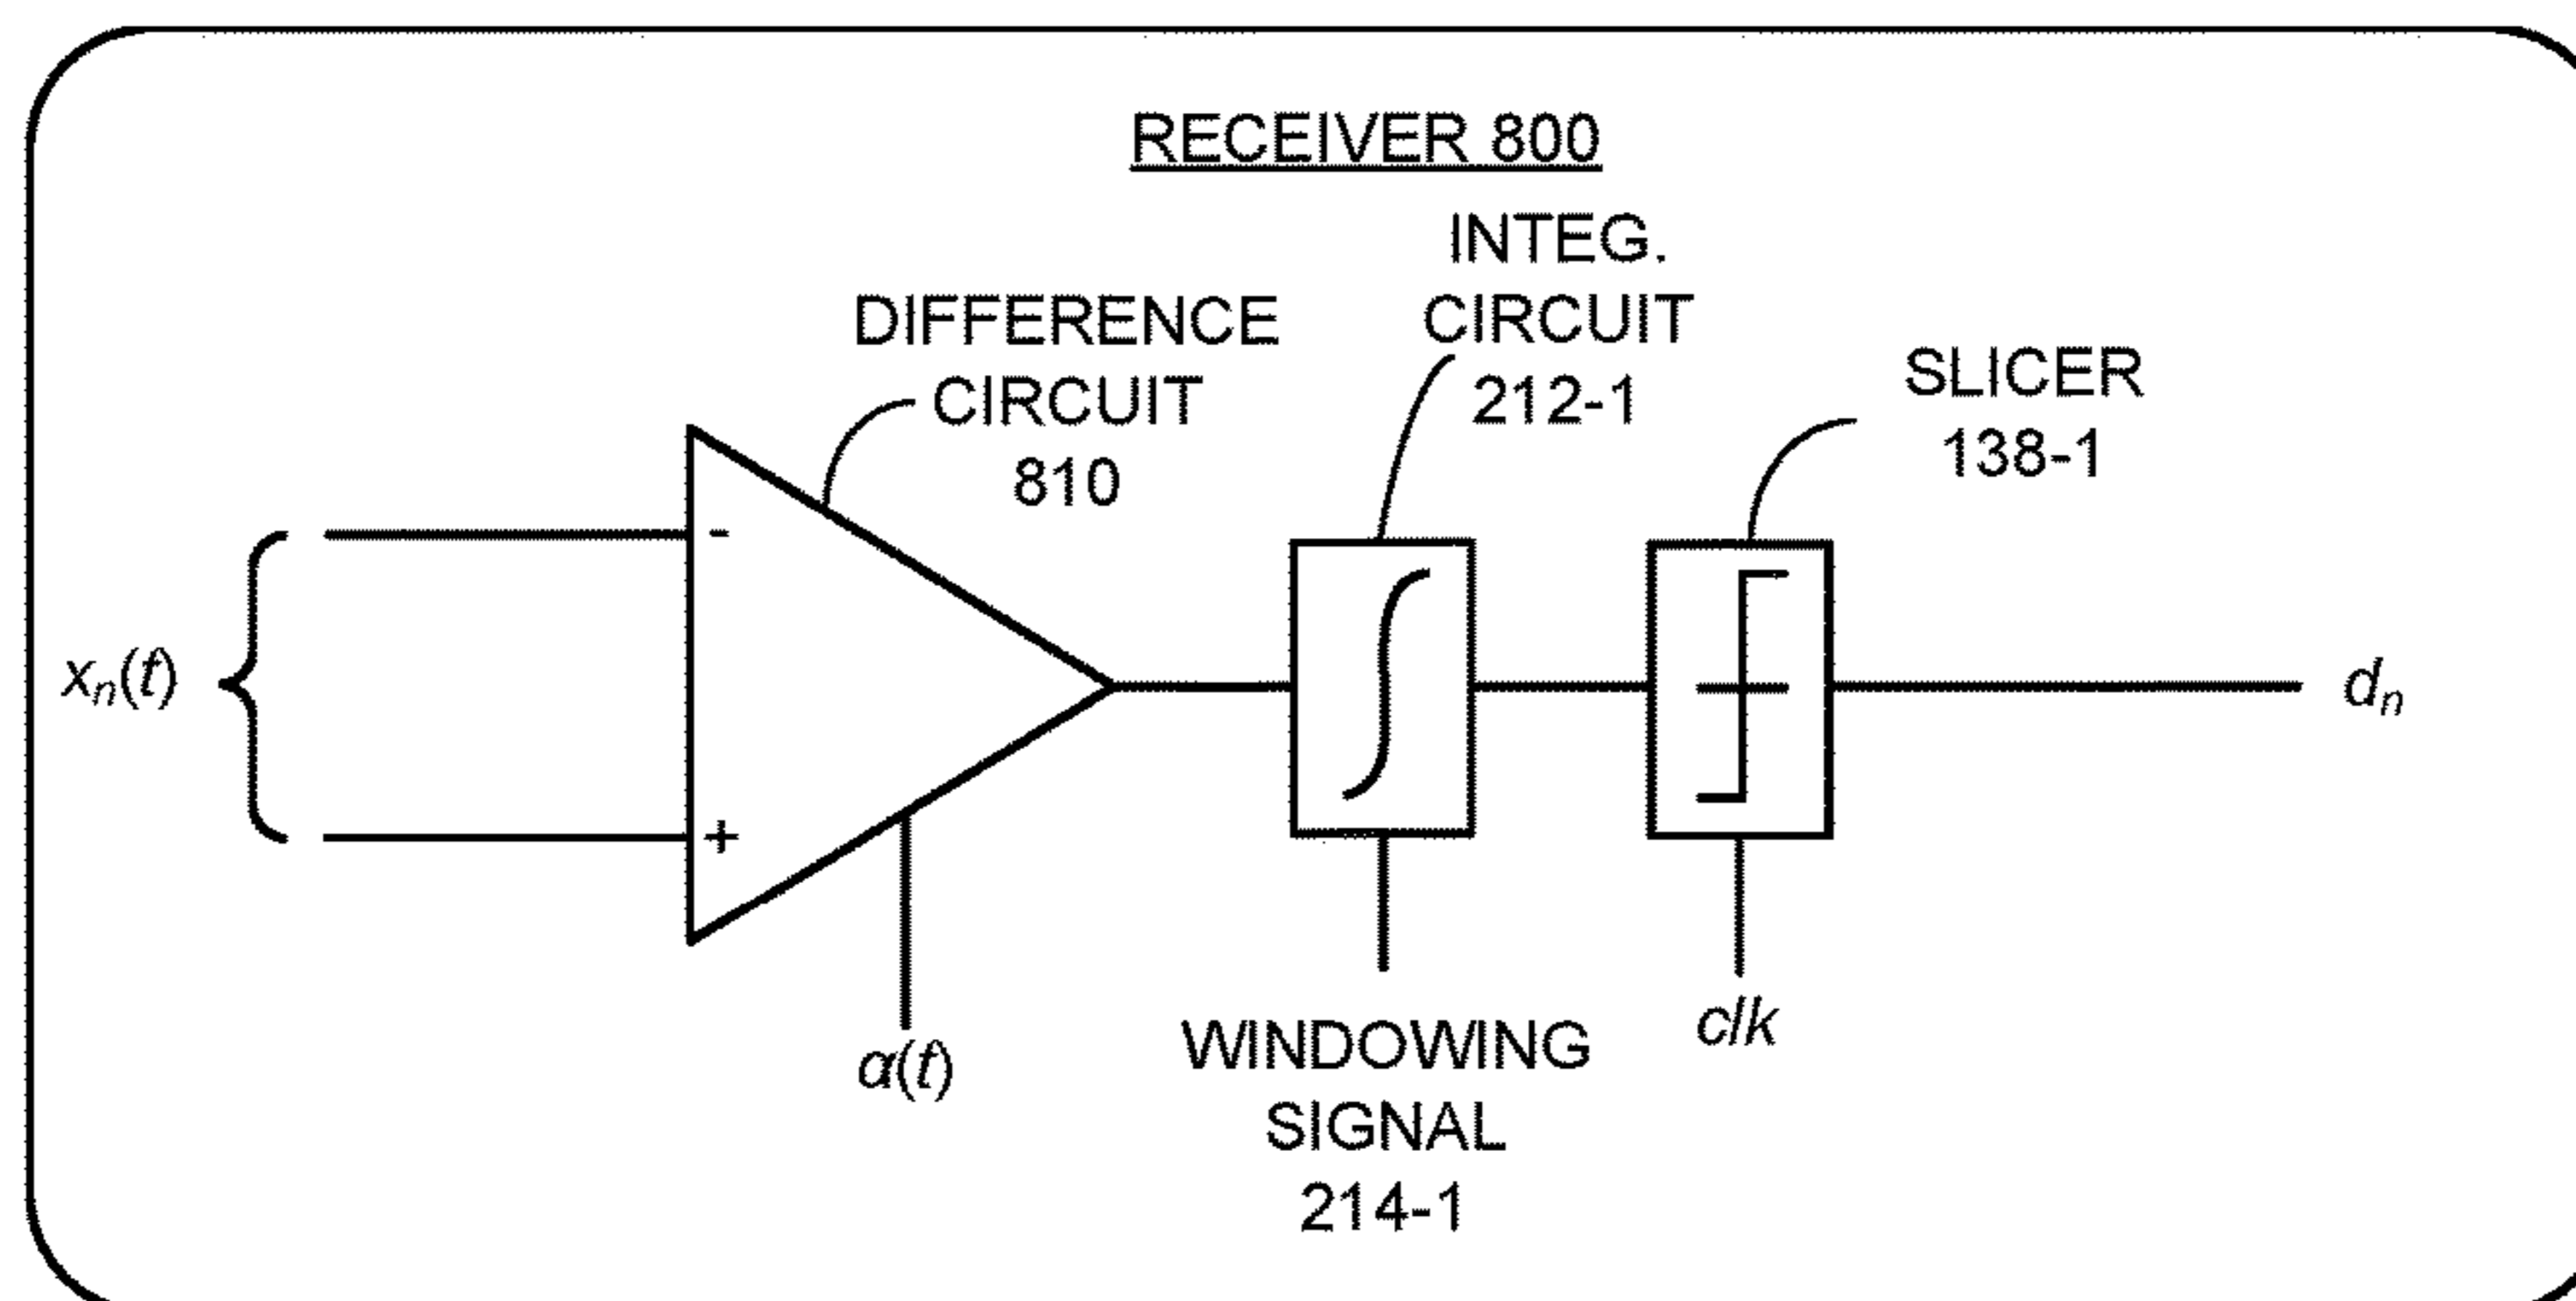 RECEIVER 800
INTEG.
CIRCUIT
212-1
DIFFERENCE
CIRCUIT
810
SLICER
138-1
-
xn(t)
+
dn
α(t)
WINDOWING
SIGNAL
214-1
clk